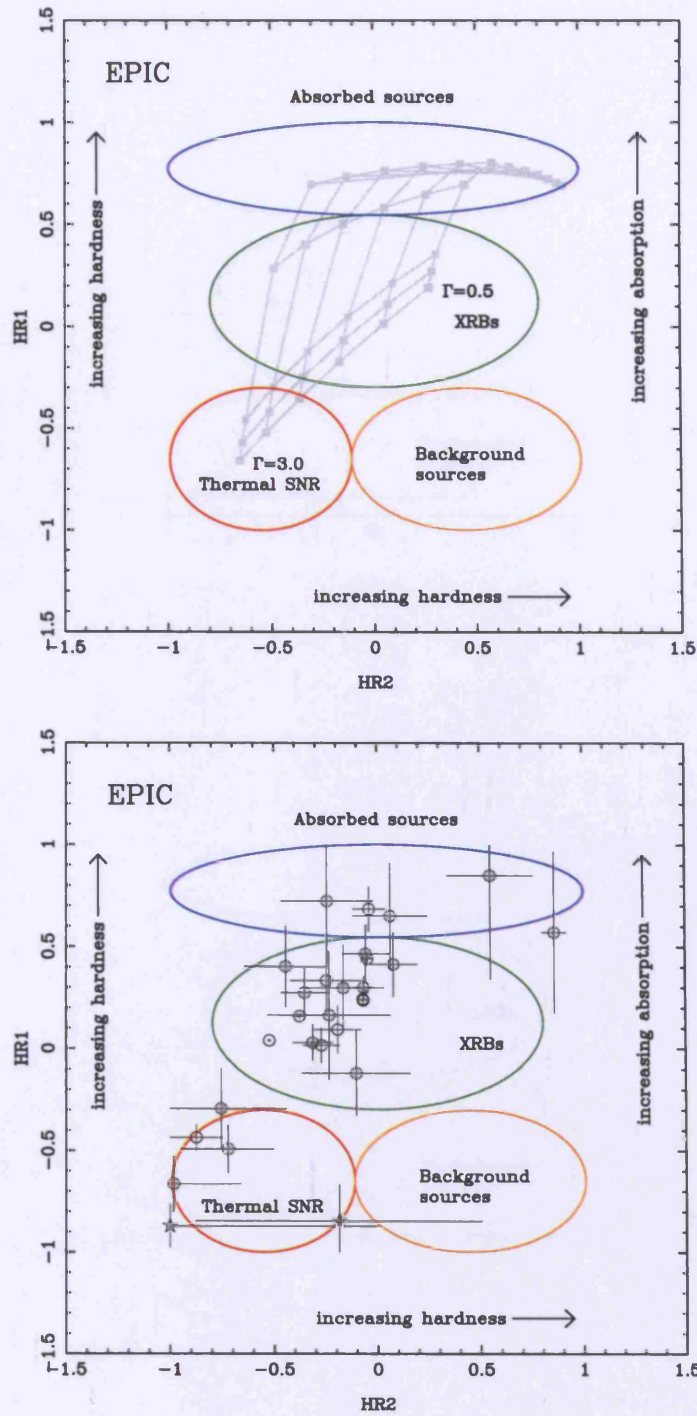 1.5
EPIC
Absorbed sources
1
increasing hardness
increasing absorption
0.5
Γ=0.5
XRBs
HR1
0
-0.5
Γ=3.0
Thermal SNR
Background
sources
-1
increasing hardness
-1.5
-1.5 -1 -0.5 0 0.5 1 1.5
HR2
1.5
EPIC
Absorbed sources
1
increasing hardness
increasing absorption
0.5
XRBs
HR1
0
-0.5
Thermal SNR
Background
sources
-1
increasing hardness
-1.5
-1.5 -1 -0.5 0 0.5 1 1.5
HR2